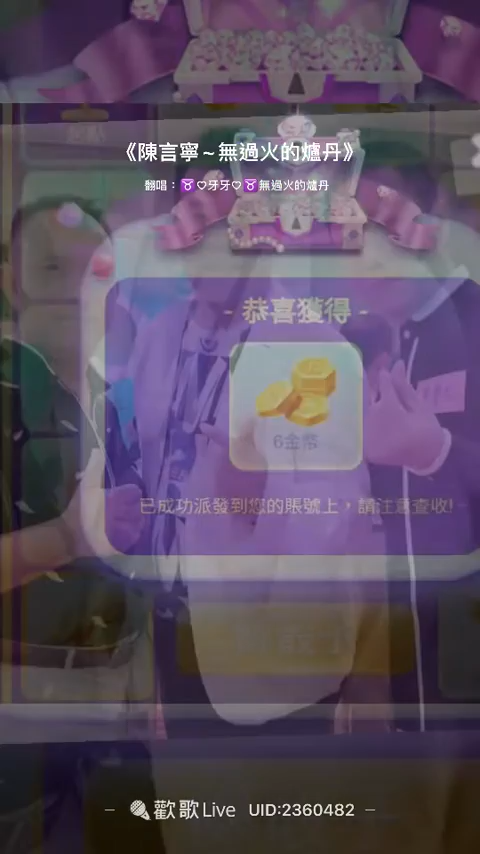 《陳言寧~無過火的爐丹》
翻唱：♉♡牙牙♡♉無過火的爐丹
- 恭喜獲得 -
6金幣
已成功派發到您的賬號上，請注意查收!
歡歌Live UID:2360482